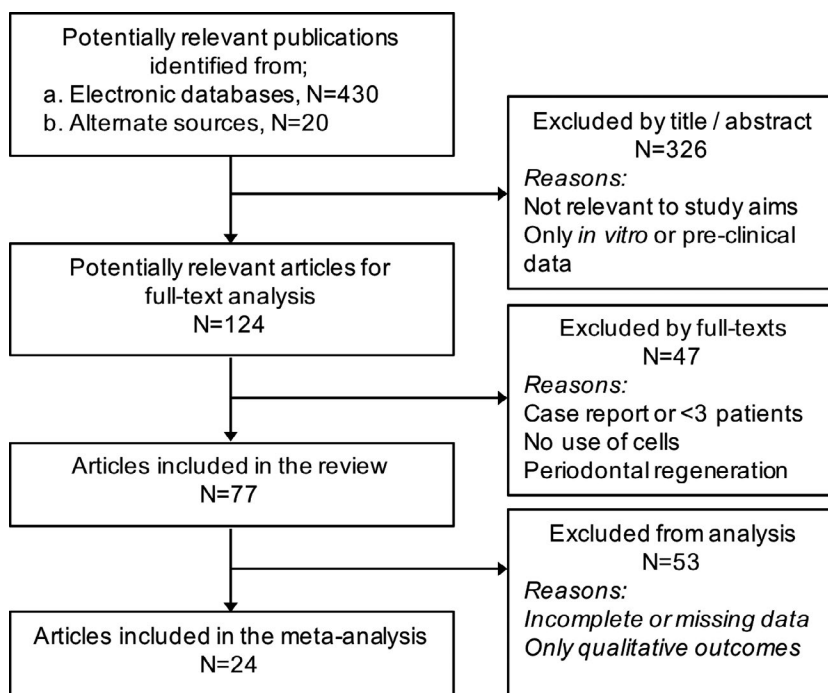 Potentially relevant publications
identified from;
a. Electronic databases, N=430
b. Alternate sources, N=20
Excluded by title / abstract
N=326
Reasons:
Not relevant to study aims
Only in vitro or pre-clinical
data
Potentially relevant articles for
full-text analysis
N=124
Excluded by full-texts
N=47
Reasons:
Case report or <3 patients
No use of cells
Periodontal regeneration
Articles included in the review
N=77
Excluded from analysis
N=53
Reasons:
Incomplete or missing data
Only qualitative outcomes
Articles included in the meta-analysis
N=24